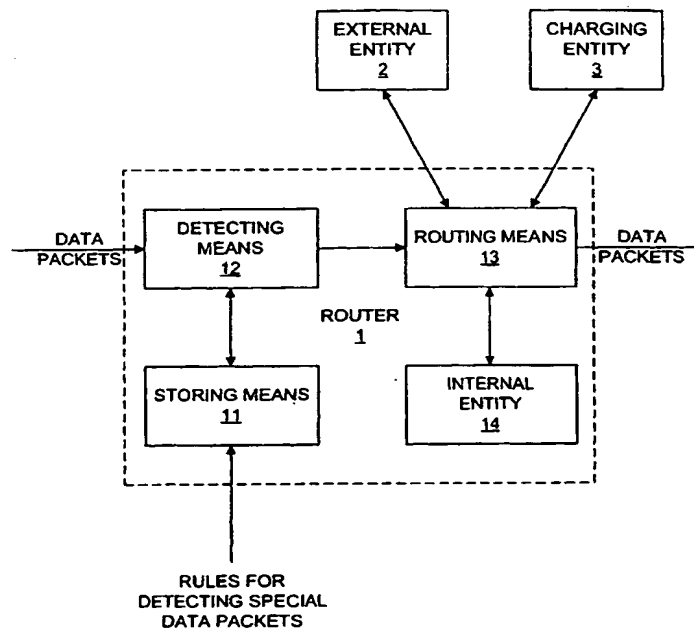 EXTERNAL
ENTITY
2
CHARGING
ENTITY
3
DATA
PACKETS
DETECTING
MEANS
12
ROUTING MEANS
13
DATA
PACKETS
ROUTER
1
STORING MEANS
11
INTERNAL
ENTITY
14
RULES FOR
DETECTING SPECIAL
DATA PACKETS